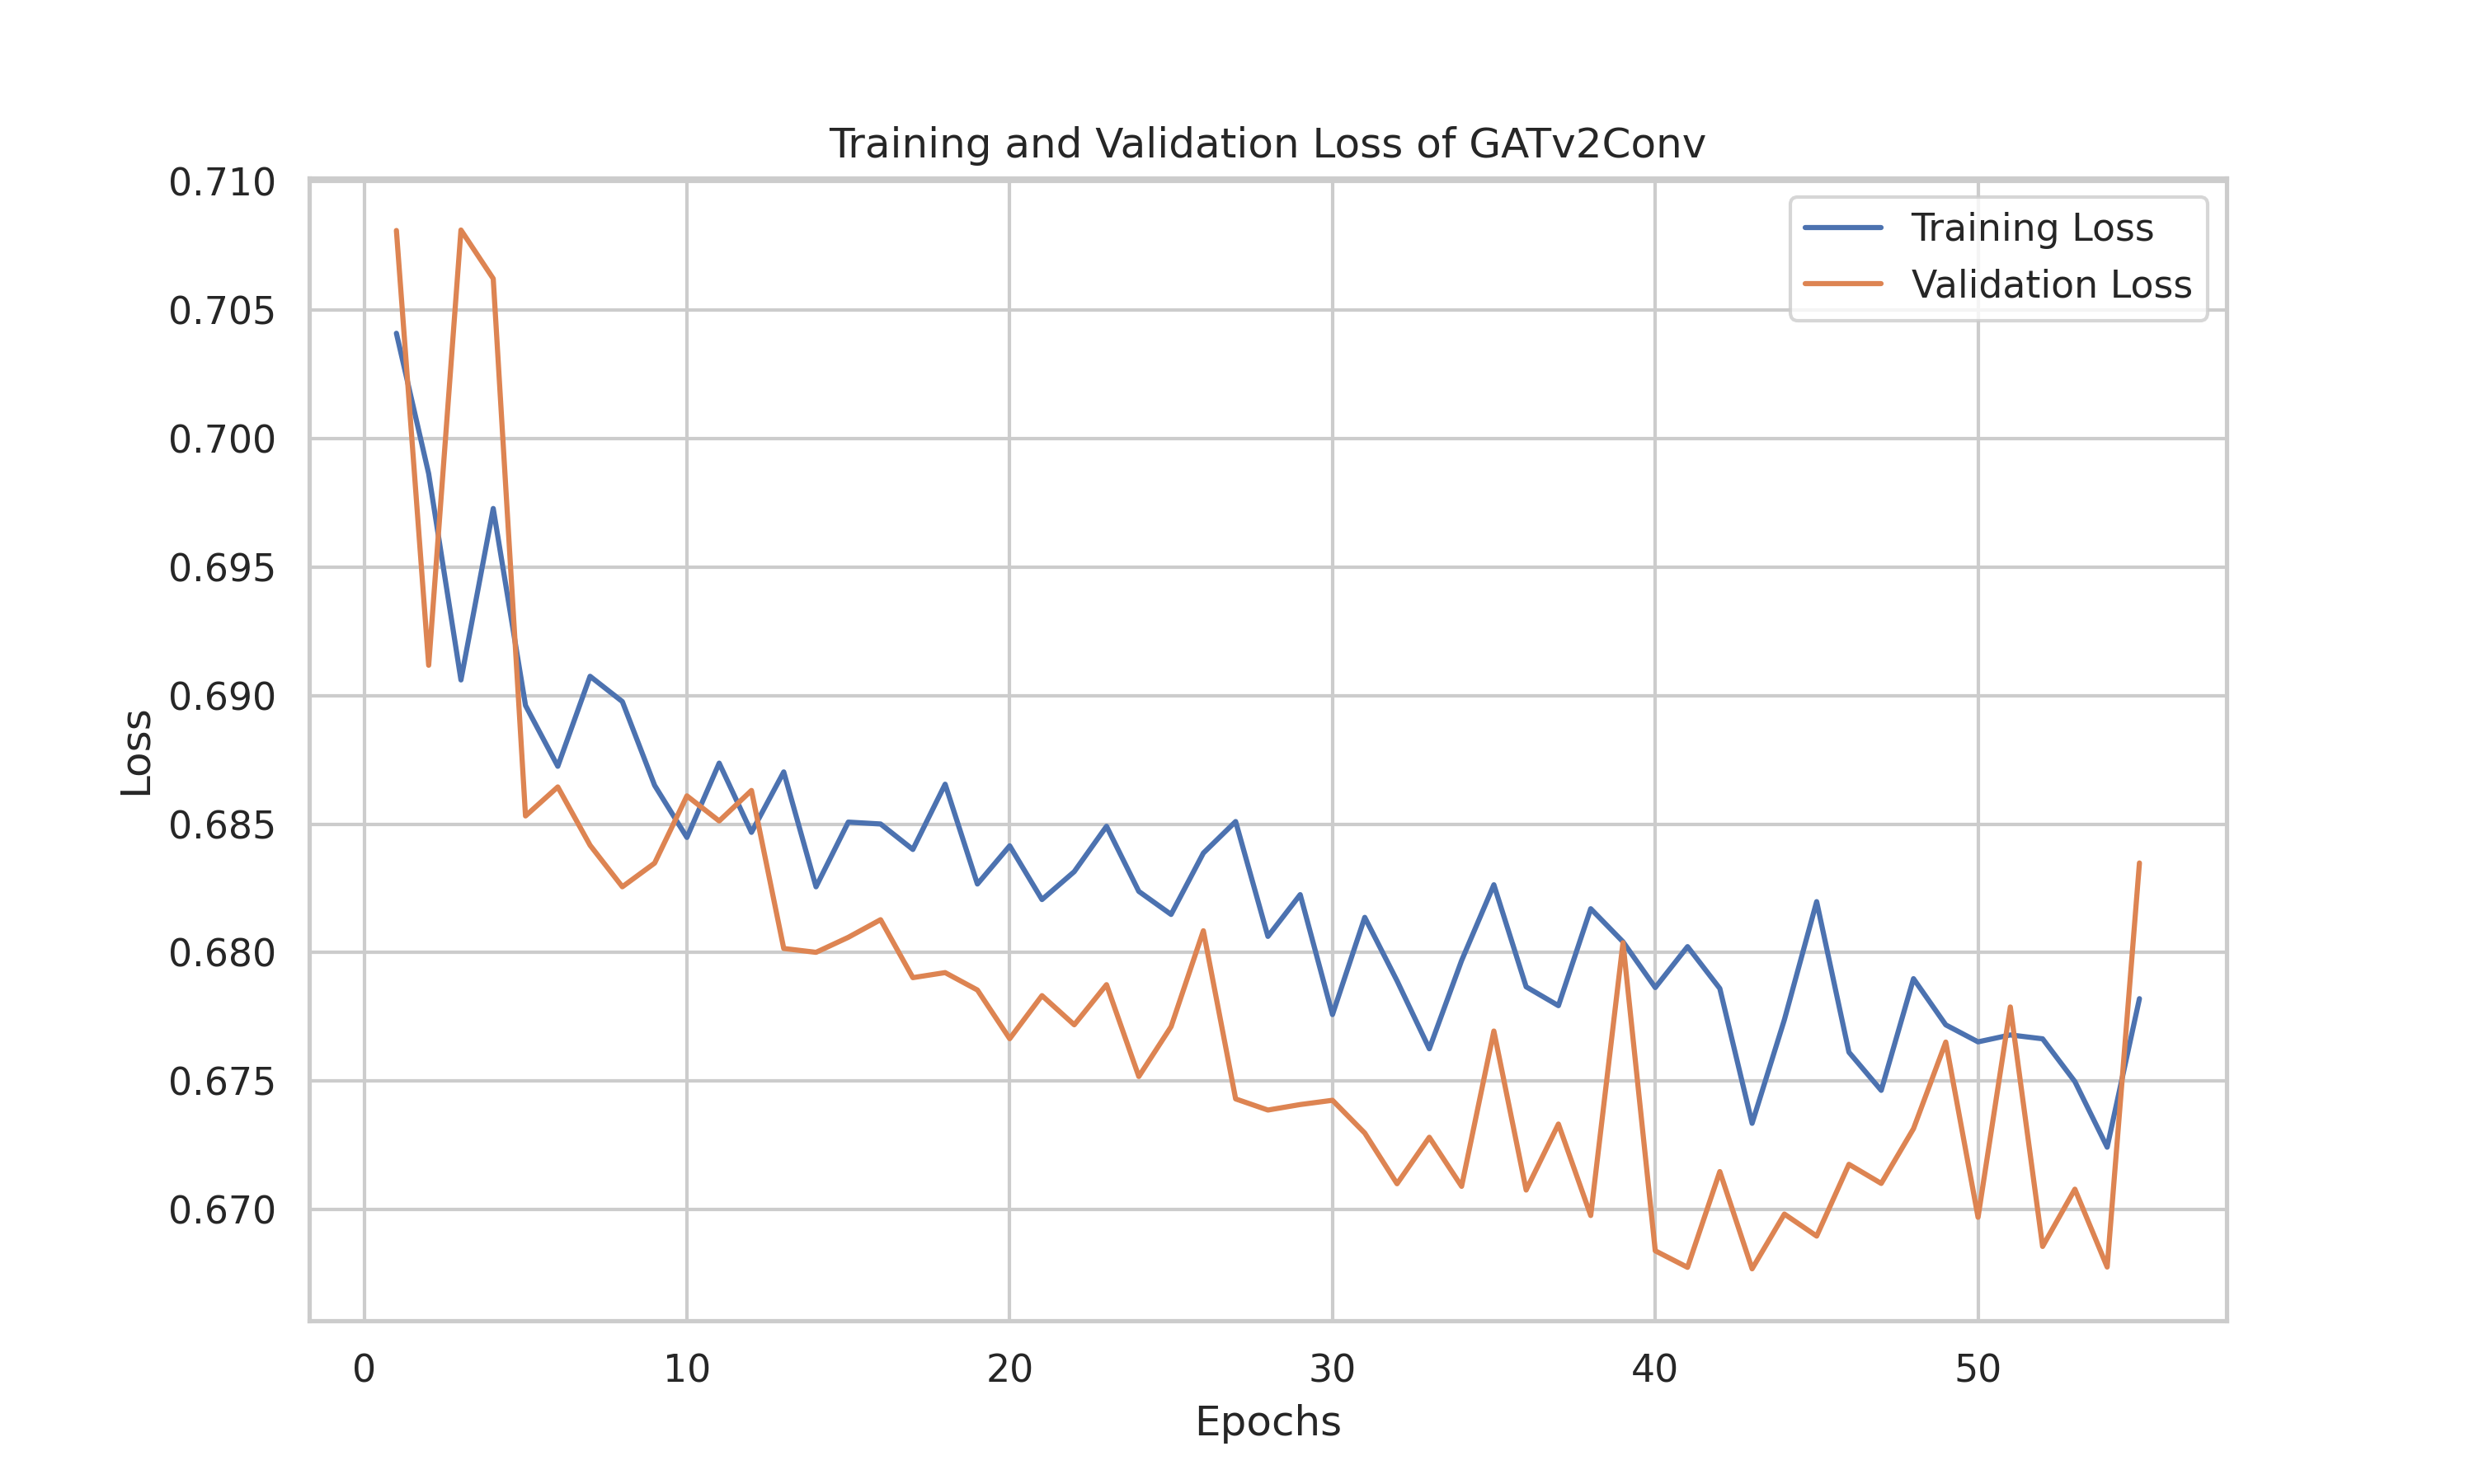 Training and Validation Loss of GATv2Conv
Training Loss
Validation Loss
0.710
0.705
0.700
0.695
0.690
0.685
0.680
0.675
0.670
Loss
0 10 20 30 40 50
Epochs